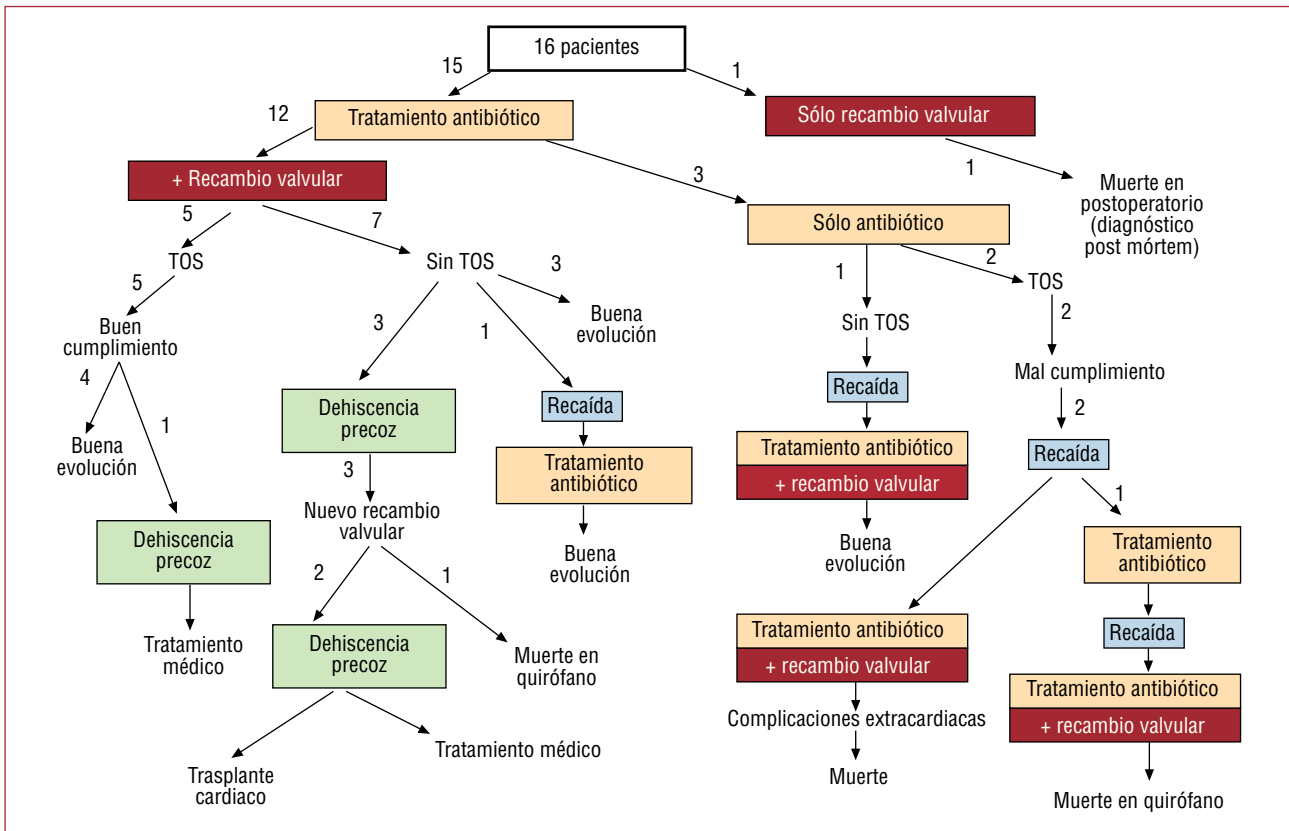 16 pacientes
15
1
Tratamiento antibiótico
Sólo recambio valvular
12
3
1
+ Recambio valvular
Muerte en
postoperatorio
(diagnóstico
post mórtem)
Sólo antibiótico
5
7
TOS
Sin TOS
3
Buena
evolución
1
2
Sin TOS
TOS
5
Buen
cumplimiento
3
1
2
Mal cumplimiento
4
1
Buena
evolución
Dehiscencia
precoz
Recaída
Recaída
2
Recaída
3
Tratamiento
antibiótico
Tratamiento antibiótico
+ recambio valvular
1
Nuevo recambio
valvular
Dehiscencia
precoz
Buena
evolución
Buena
evolución
Tratamiento
antibiótico
2
1
Tratamiento
médico
Dehiscencia
precoz
Muerte en
quirófano
Tratamiento antibiótico
+ recambio valvular
Recaída
Tratamiento antibiótico
+ recambio valvular
Complicaciones extracardiacas
Tratamiento médico
Trasplante
cardiaco
Muerte
Muerte en quirófano